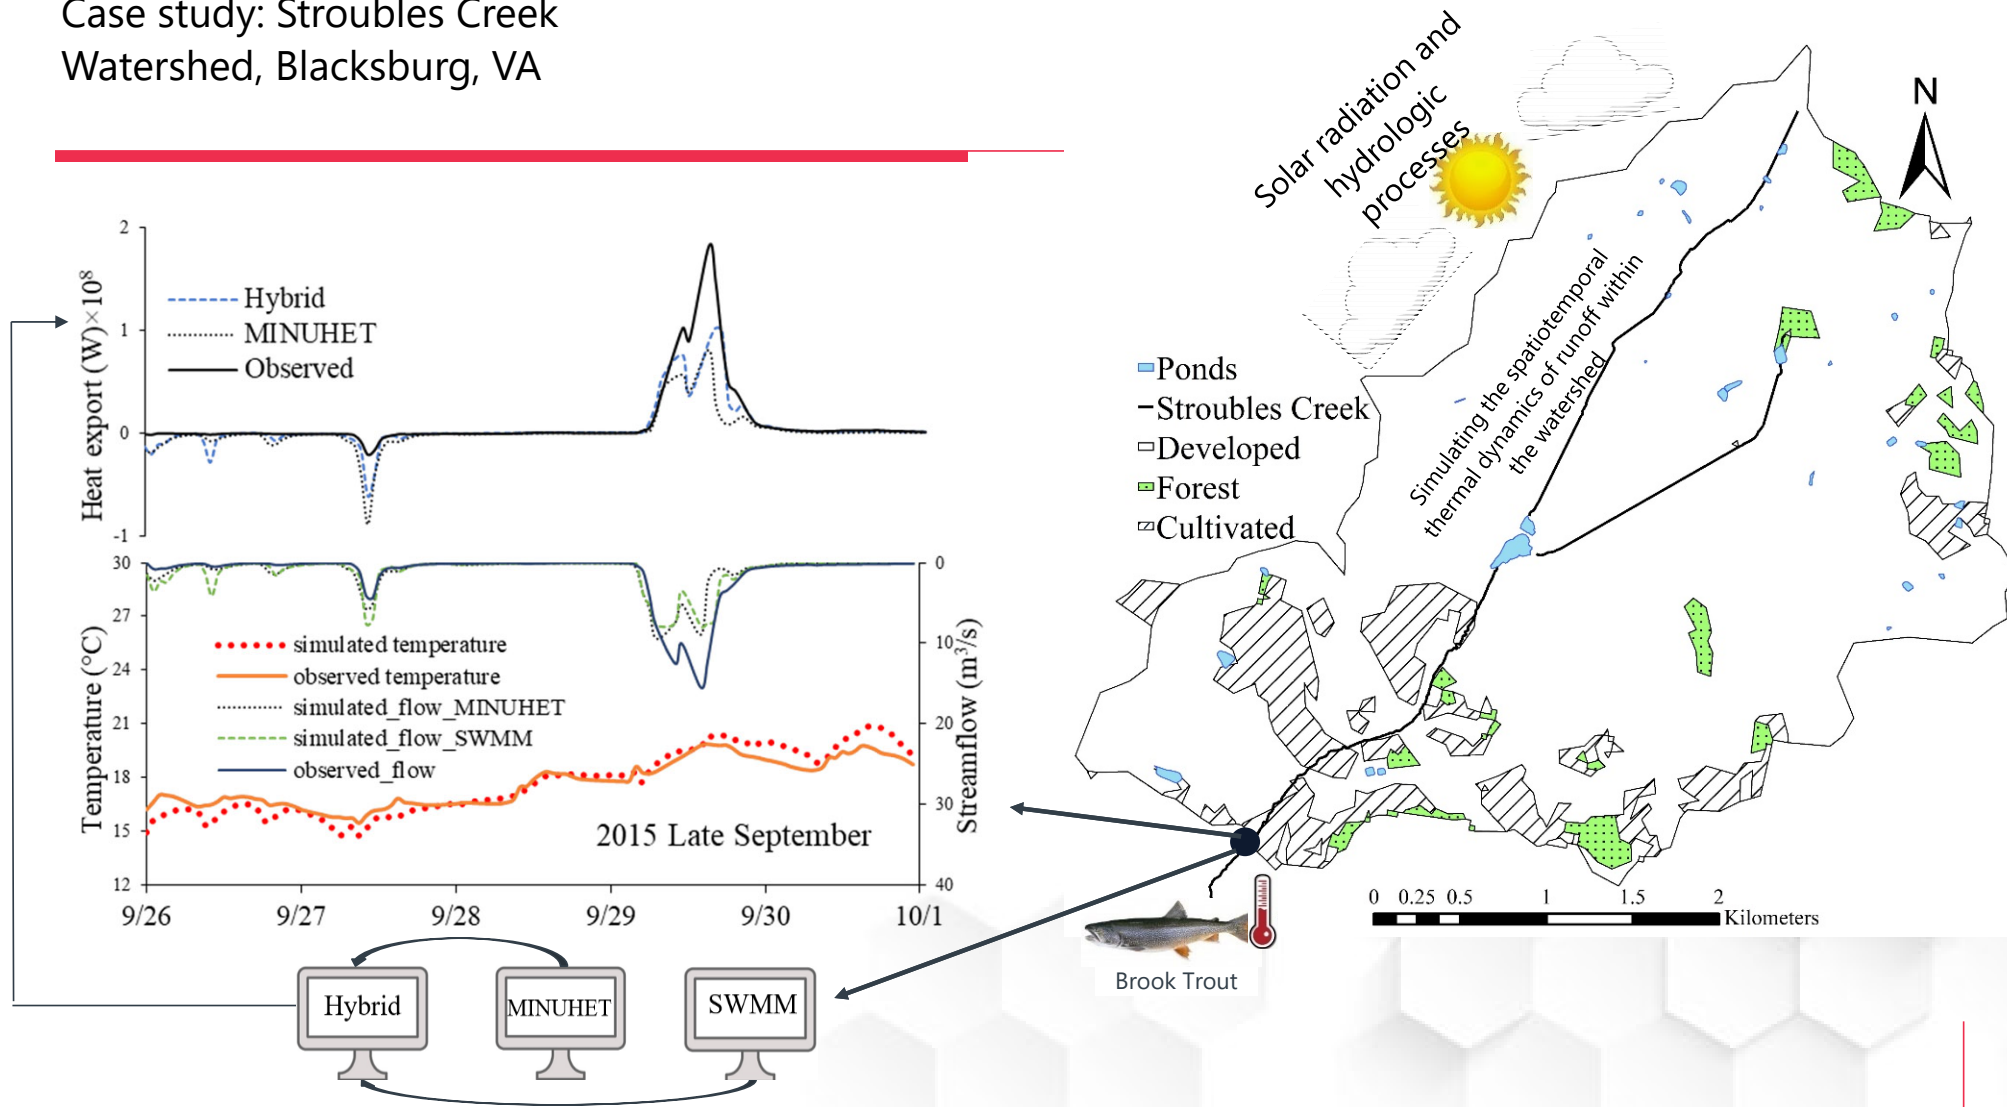 Case study: Stroubles Creek
Watershed, Blacksburg, VA
Heat export (W)×10⁸
2
1
0
-1
Hybrid
MINUHET
Observed
Temperature (°C)
30
27
24
21
18
15
12
simulated temperature
observed temperature
simulated_flow_MINUHET
simulated_flow_SWMM
observed_flow
2015 Late September
0
10
20
30
40
Streamflow (m³/s)
9/26
9/27
9/28
9/29
9/30
10/1
Hybrid
MINUHET
SWMM
Solar radiation and
hydrologic
processes
Simulating the spatiotemporal
thermal dynamics of runoff within
the watershed
N
Ponds
Stroubles Creek
Developed
Forest
Cultivated
0 0.25 0.5 1 1.5 2
Kilometers
Brook Trout